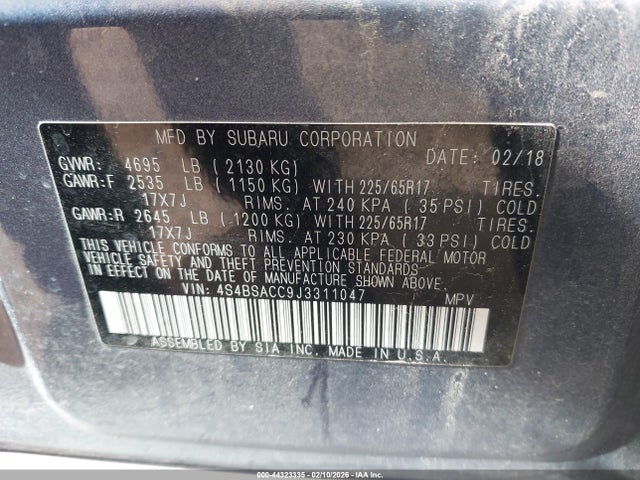 MFD BY SUBARU CORPORATION
GVWR: 4695 LB (2130 KG) DATE: 02/18
GAWR:F 2535 LB (1150 KG) WITH 225/65R17 TIRES.
17X7J RIMS. AT 240 KPA (35 PSI) COLD
GAWR:R 2645 LB (1200 KG) WITH 225/65R17 TIRES.
17X7J RIMS. AT 230 KPA (33 PSI) COLD
THIS VEHICLE CONFORMS TO ALL APPLICABLE FEDERAL MOTOR
VEHICLE SAFETY AND THEFT PREVENTION STANDARDS
IN EFFECT ON THE DATE OF MANUFACTURE SHOWN ABOVE.
VIN: 4S4BSACC9J3311047 MPV
ASSEMBLED BY SIA INC. MADE IN U.S.A.
000-44323335 - 02/10/2026 - IAA Inc.